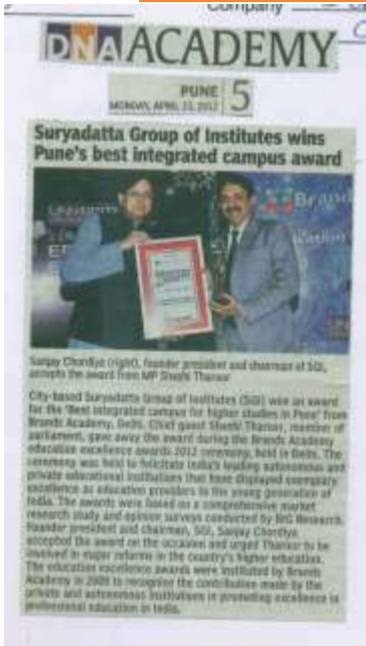 Company
DNA ACADEMY
PUNE 5
MONDAY, APRIL 23, 2012
Suryadatta Group of Institutes wins
Pune's best integrated campus award
Brand
Sanjay Chordiya (right), founder president and chairman of SGI,
accepts the award from MP Shashi Tharoor
City-based Suryadatta Group of Institutes (SGI) won an award
for the 'Best integrated campus for higher studies in Pune' from
Brands Academy, Delhi. Chief guest Shashi Tharoor, member of
parliament, gave away the award during the Brands Academy
education excellence awards 2012 ceremony, held in Delhi. The
ceremony was held to felicitate India's leading autonomous and
private educational institutions that have displayed exemplary
excellence as education providers to the young generation of
India. The awards were based on a comprehensive market
research study and opinion surveys conducted by BIG Research.
Founder president and chairman, SGI, Sanjay Chordiya
accepted the award on the occasion and urged Tharoor to be
involved in major reforms in the country's higher education.
The education excellence awards were instituted by Brands
Academy in 2009 to recognise the contribution made by the
private and autonomous institutions in promoting excellence in
professional education in India.